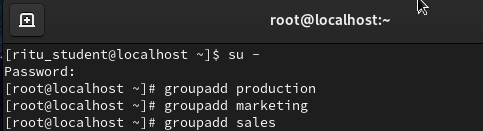 root@localhost:~
[ritu_student@localhost ~]$ su -
Password:
[root@localhost ~]# groupadd production
[root@localhost ~]# groupadd marketing
[root@localhost ~]# groupadd sales